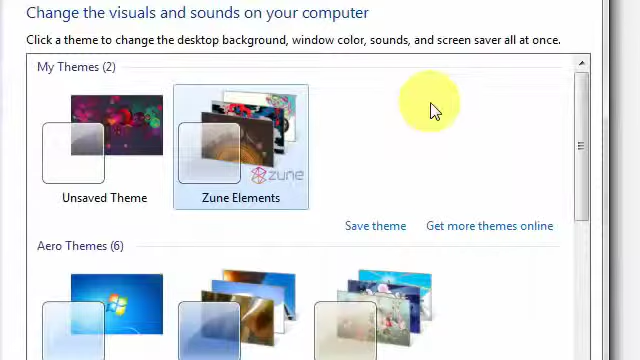 Change the visuals and sounds on your computer
Click a theme to change the desktop background, window color, sounds, and screen saver all at once.
My Themes (2)
zune
Unsaved Theme
Zune Elements
Save theme
Get more themes online
Aero Themes (6)